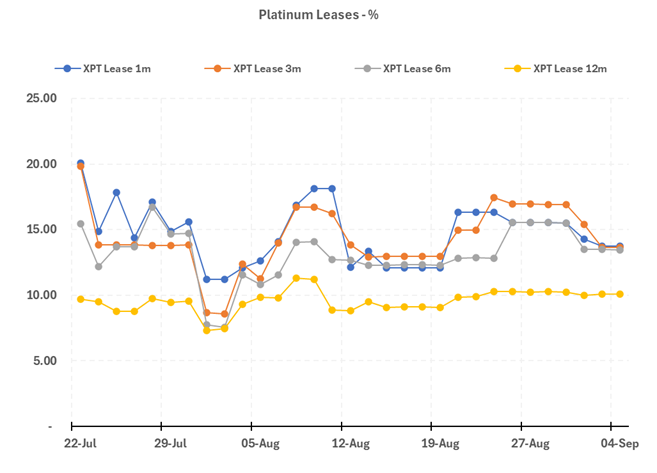 Platinum Leases - %
XPT Lease 1m XPT Lease 3m XPT Lease 6m XPT Lease 12m
25.00
20.00
15.00
10.00
5.00
-
22-Jul 29-Jul 05-Aug 12-Aug 19-Aug 27-Aug 04-Sep